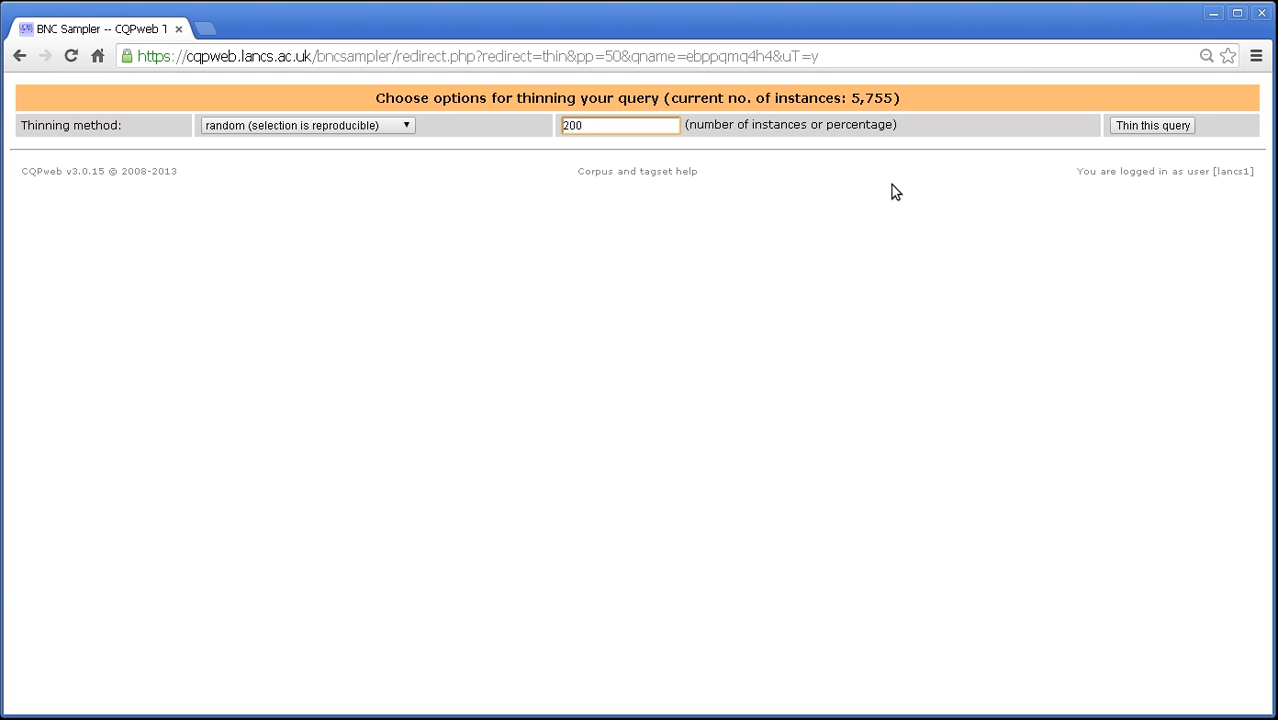 BNC Sampler -- CQPweb T
https://cqpweb.lancs.ac.uk/bncsampler/redirect.php?redirect=thin&pp=50&qname=ebppqmq4h4&uT=y
Choose options for thinning your query (current no. of instances: 5,755)
Thinning method: random (selection is reproducible) 200 (number of instances or percentage) Thin this query
CQPweb v3.0.15 © 2008-2013 Corpus and tagset help You are logged in as user [lancs1]